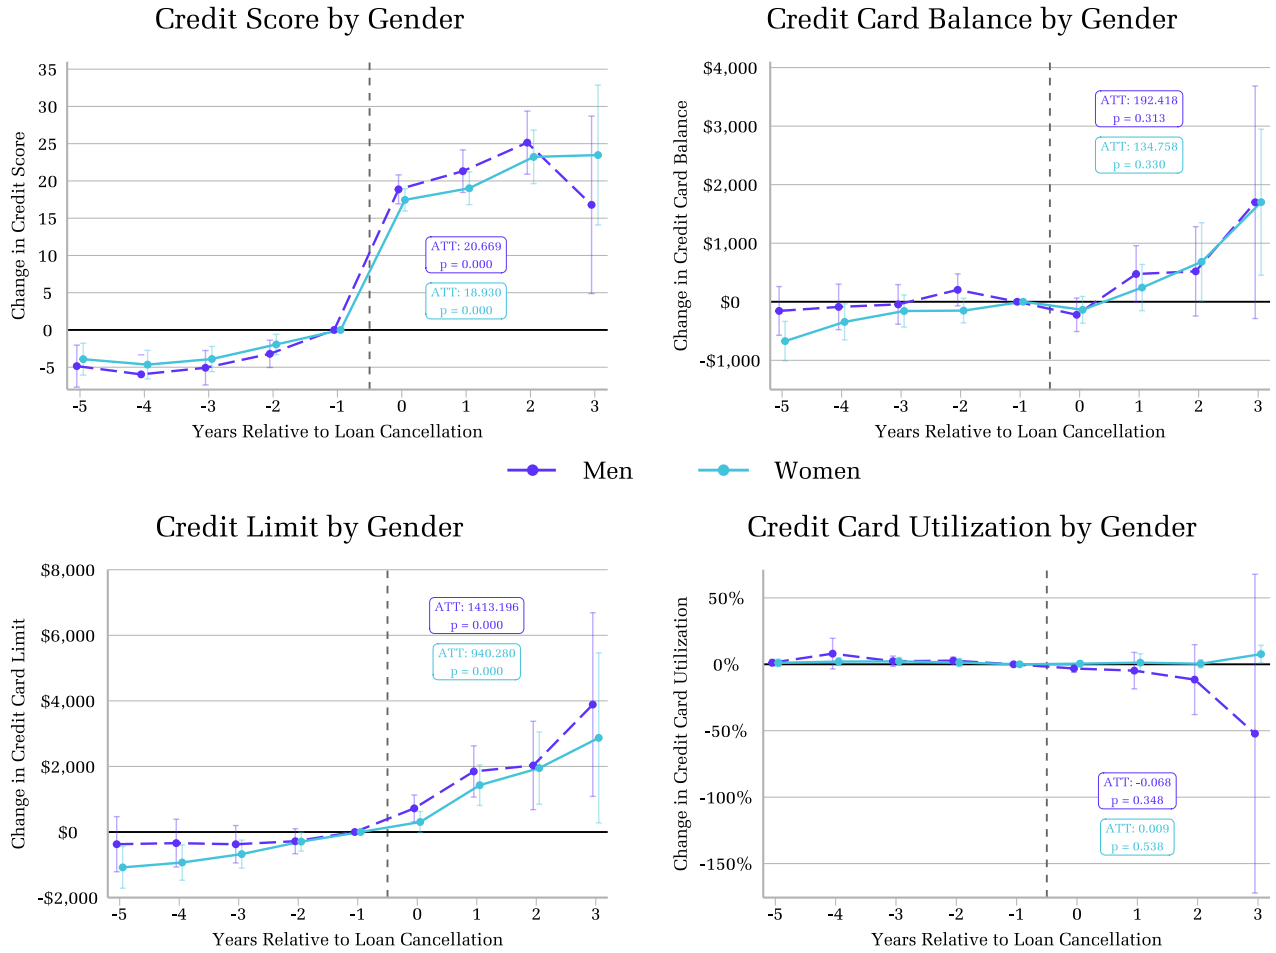 Credit Score by Gender
Change in Credit Score
35
30
25
20
15
10
5
0
-5
ATT: 20.669
p = 0.000
ATT: 18.930
p = 0.000
-5 -4 -3 -2 -1 0 1 2 3
Years Relative to Loan Cancellation
Credit Card Balance by Gender
Change in Credit Card Balance
$4,000
$3,000
$2,000
$1,000
$0
-$1,000
ATT: 192.418
p = 0.313
ATT: 134.758
p = 0.330
-5 -4 -3 -2 -1 0 1 2 3
Years Relative to Loan Cancellation
Men Women
Credit Limit by Gender
Change in Credit Card Limit
$8,000
$6,000
$4,000
$2,000
$0
-$2,000
ATT: 1413.196
p = 0.000
ATT: 940.280
p = 0.000
-5 -4 -3 -2 -1 0 1 2 3
Years Relative to Loan Cancellation
Credit Card Utilization by Gender
Change in Credit Card Utilization
50%
0%
-50%
-100%
-150%
ATT: -0.068
p = 0.348
ATT: 0.009
p = 0.538
-5 -4 -3 -2 -1 0 1 2 3
Years Relative to Loan Cancellation